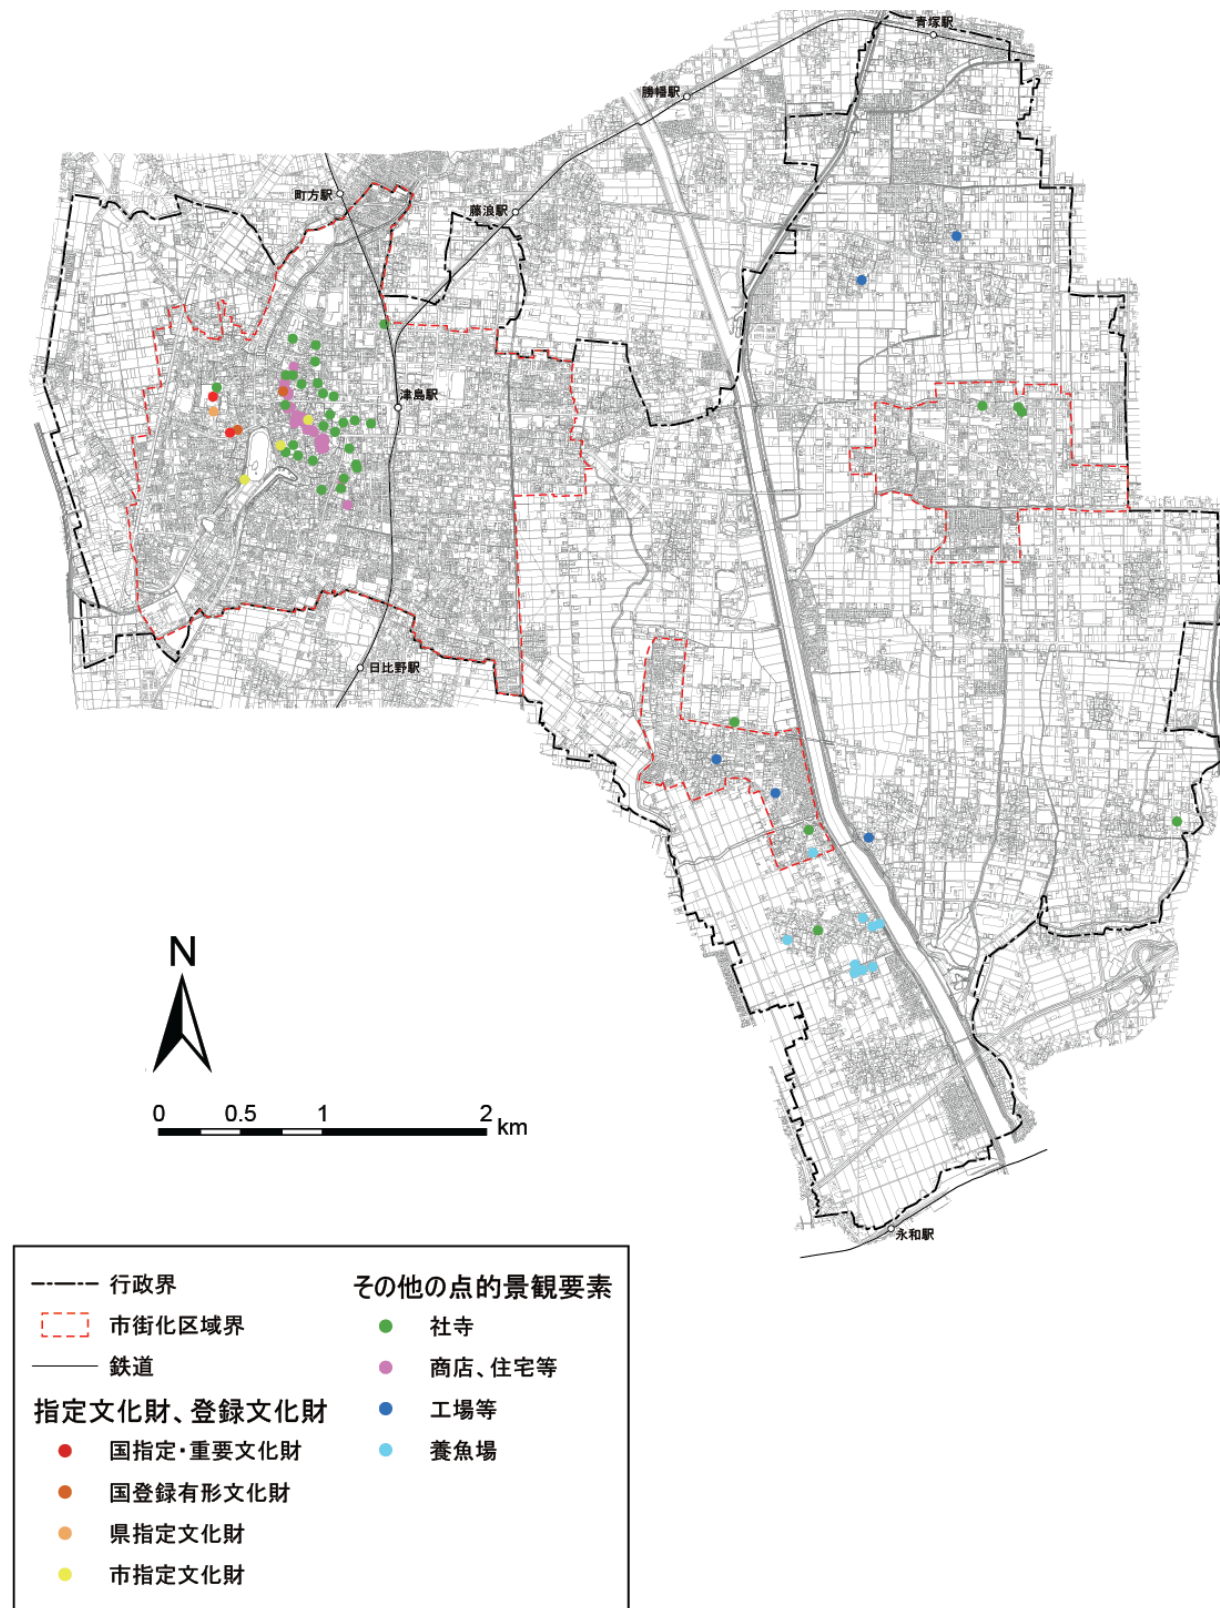 青塚駅
勝幡駅
町方駅
藤浪駅
津島駅
日比野駅
永和駅
N
0 0.5 1 2 km
行政界
市街化区域界
鉄道
指定文化財、登録文化財
国指定・重要文化財
国登録有形文化財
県指定文化財
市指定文化財
その他の点的景観要素
社寺
商店、住宅等
工場等
養魚場